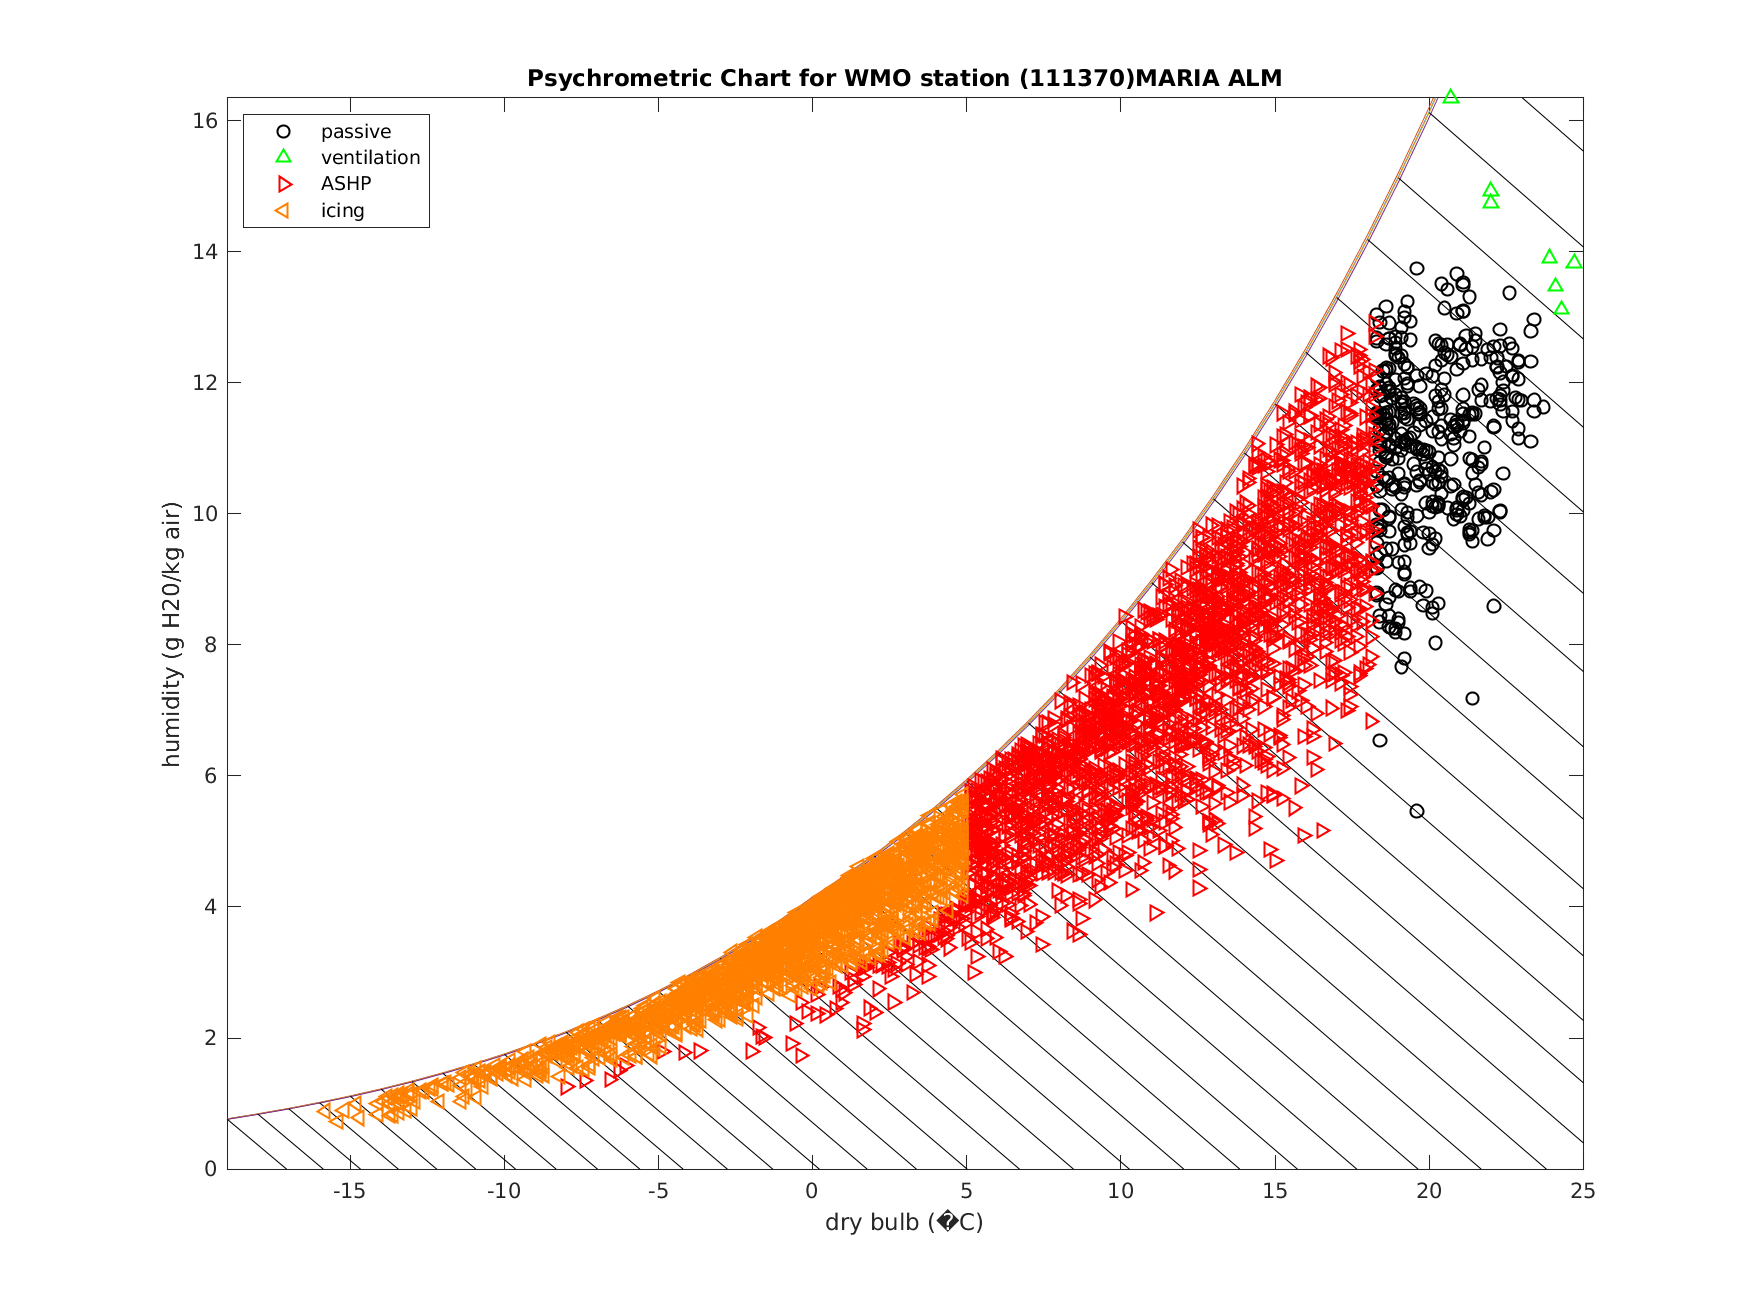 Psychrometric Chart for WMO station (111370)MARIA ALM
passive
ventilation
ASHP
icing
humidity (g H20/kg air)
16
14
12
10
8
6
4
2
0
-15 -10 -5 0 5 10 15 20 25
dry bulb (�C)